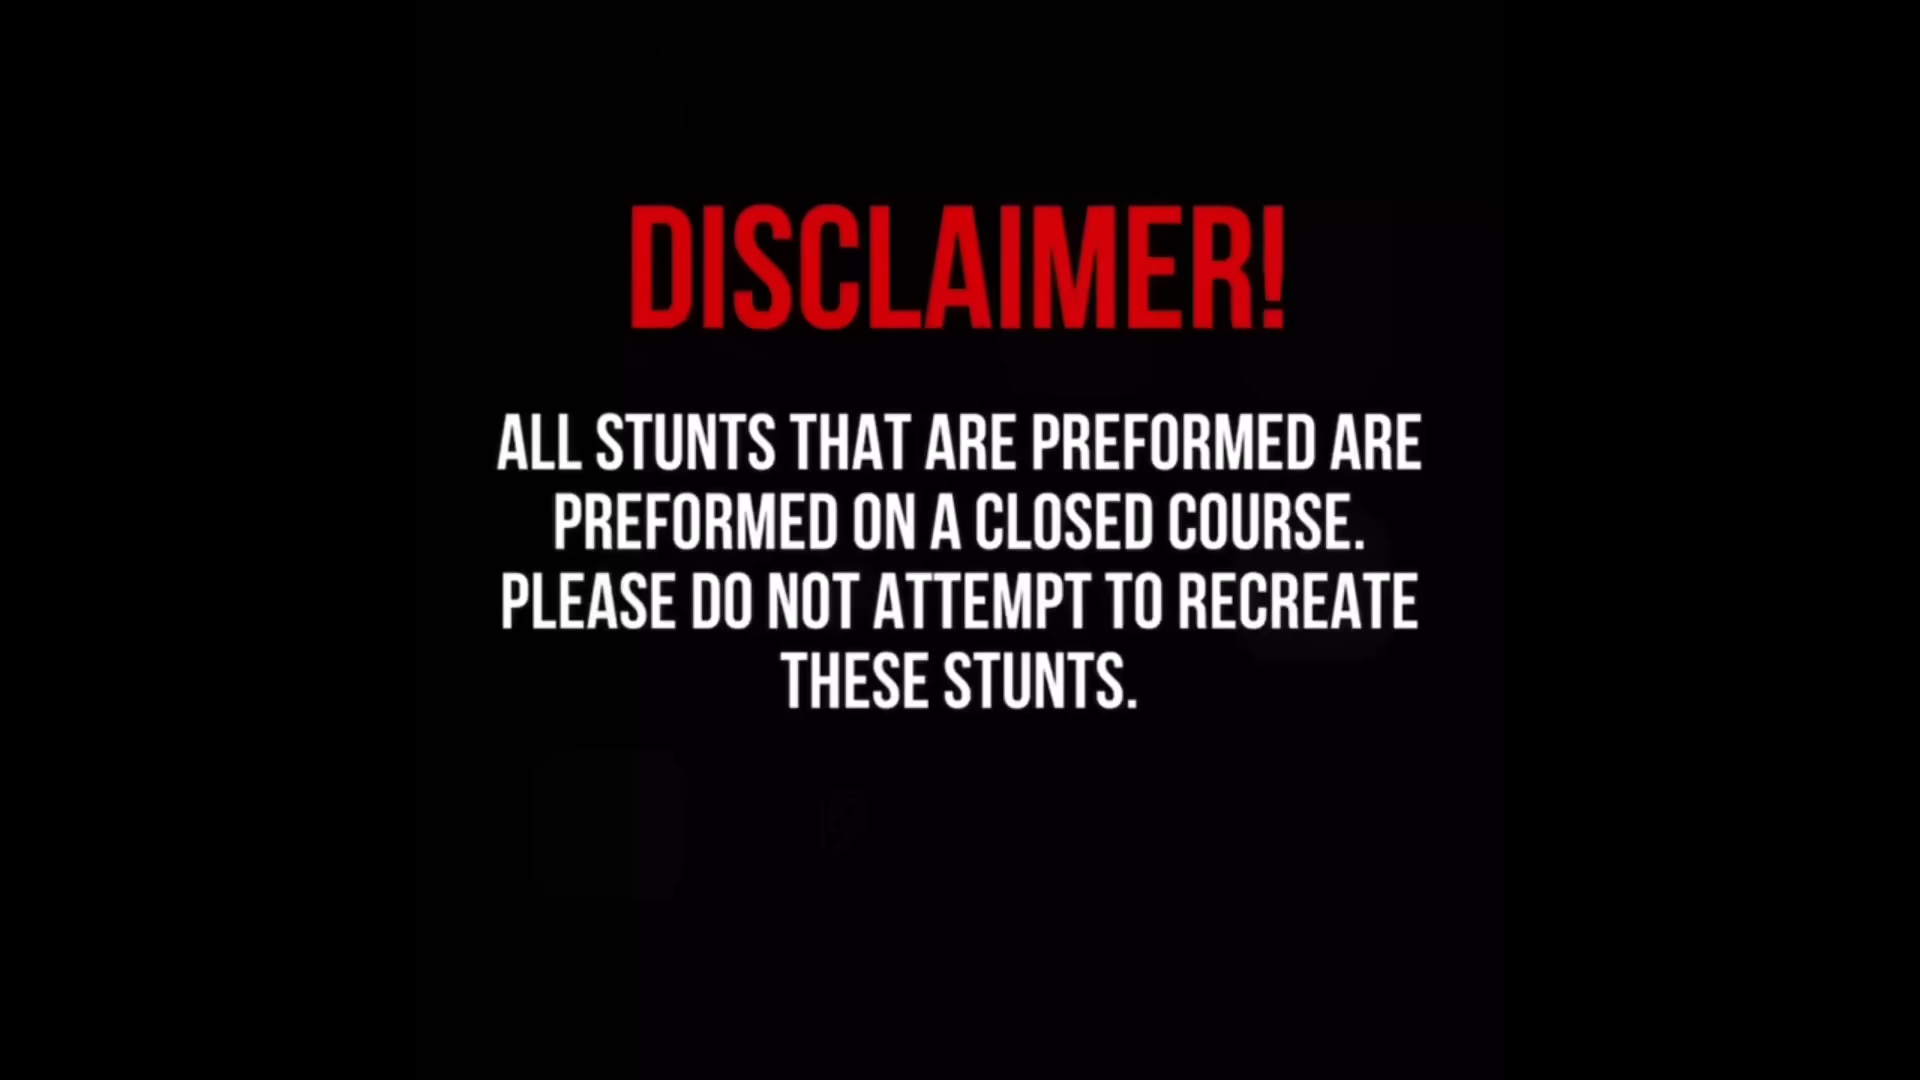 DISCLAIMER!
ALL STUNTS THAT ARE PREFORMED ARE
PREFORMED ON A CLOSED COURSE.
PLEASE DO NOT ATTEMPT TO RECREATE
THESE STUNTS.